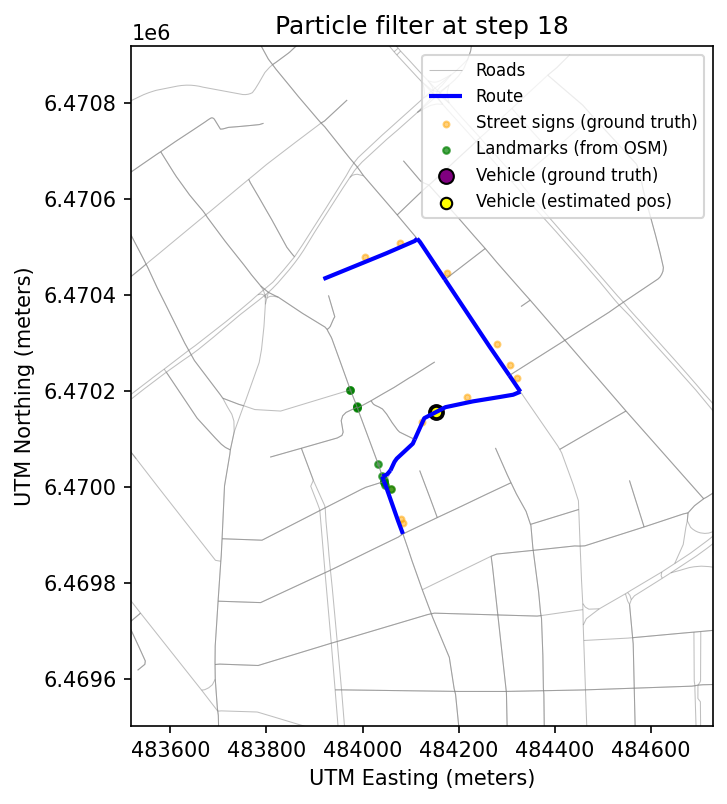 Particle filter at step 18
1e6
Roads
Route
Street signs (ground truth)
Landmarks (from OSM)
Vehicle (ground truth)
Vehicle (estimated pos)
6.4708
6.4706
6.4704
6.4702
6.4700
6.4698
6.4696
UTM Northing (meters)
483600 483800 484000 484200 484400 484600
UTM Easting (meters)